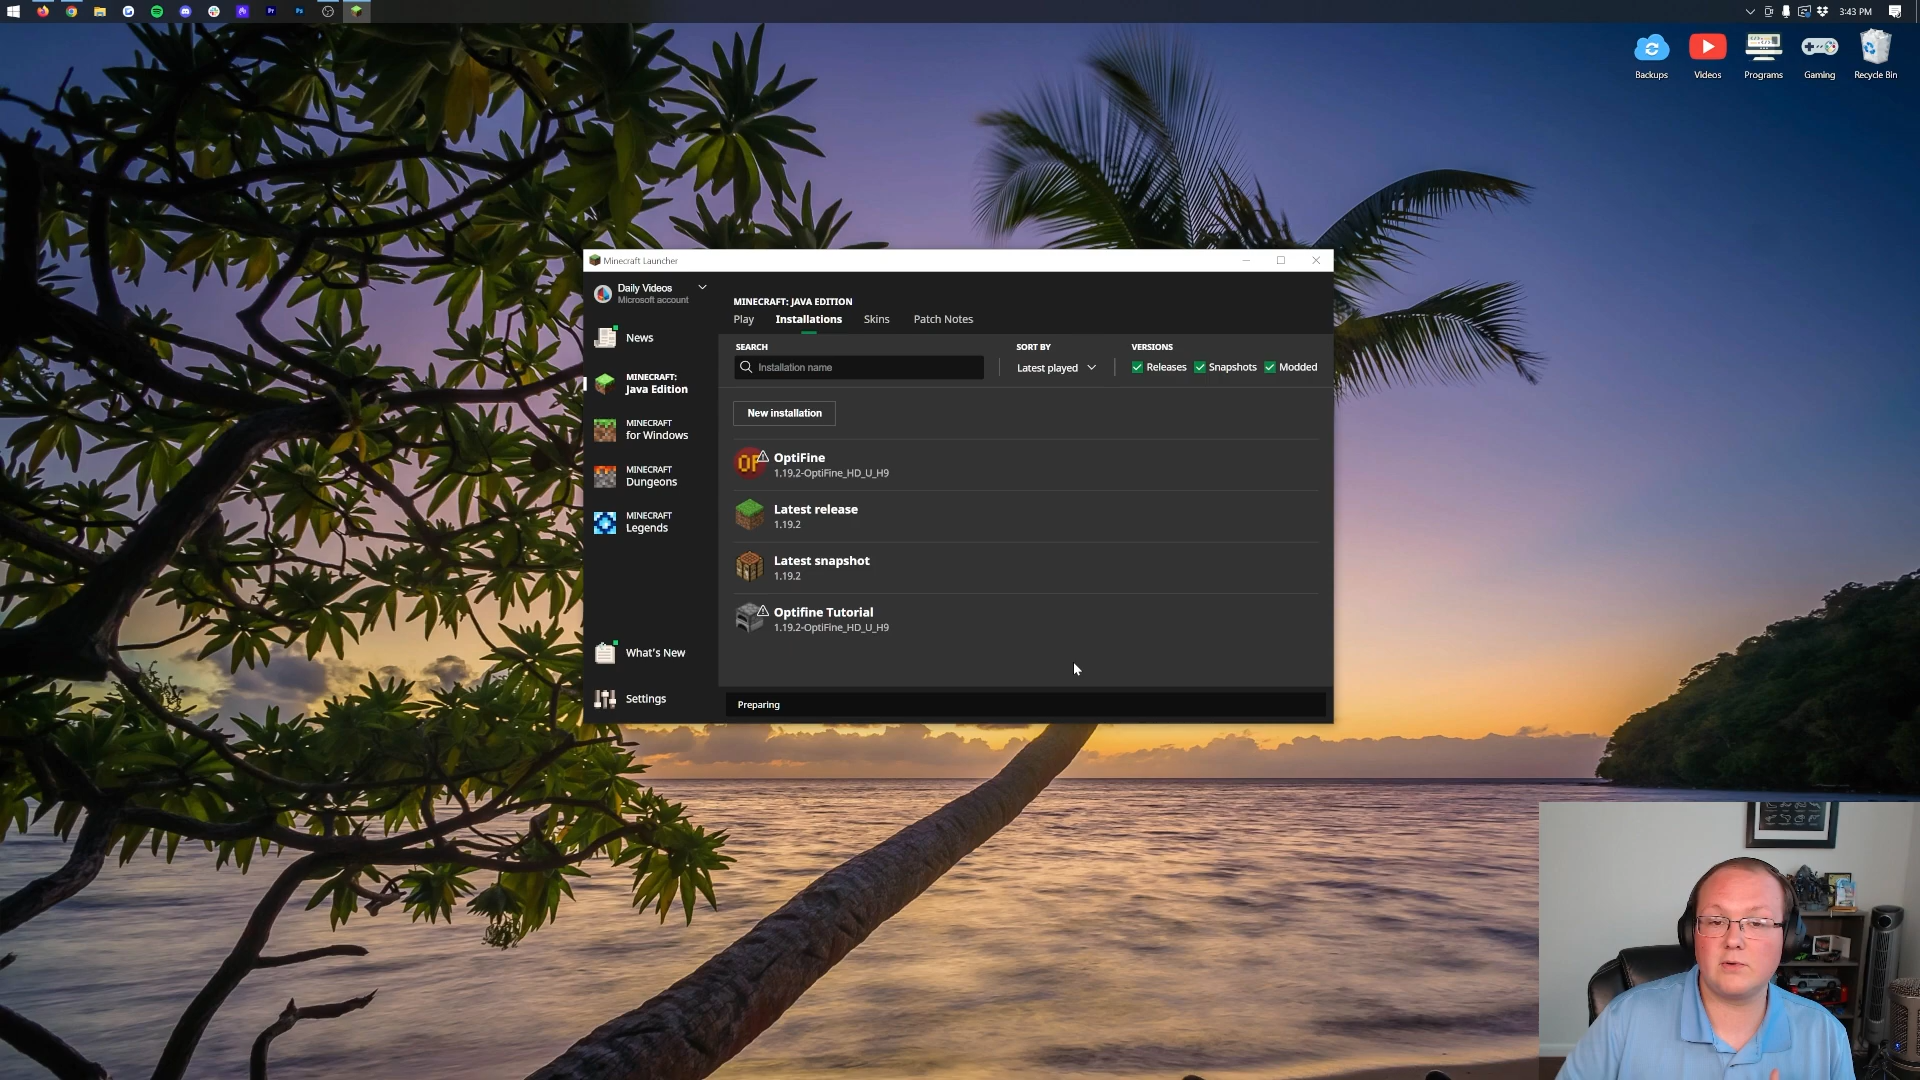 3:43 PM
Backups
Videos
Programs
Gaming
Recycle Bin
Minecraft Launcher
Daily Videos
Microsoft account
News
MINECRAFT:
Java Edition
MINECRAFT
for Windows
MINECRAFT
Dungeons
MINECRAFT
Legends
What's New
Settings
MINECRAFT: JAVA EDITION
Play Installations Skins Patch Notes
SEARCH SORT BY VERSIONS
Installation name Latest played Releases Snapshots Modded
New installation
OF
OptiFine
1.19.2-OptiFine_HD_U_H9
Latest release
1.19.2
Latest snapshot
1.19.2
Optifine Tutorial
1.19.2-OptiFine_HD_U_H9
Preparing